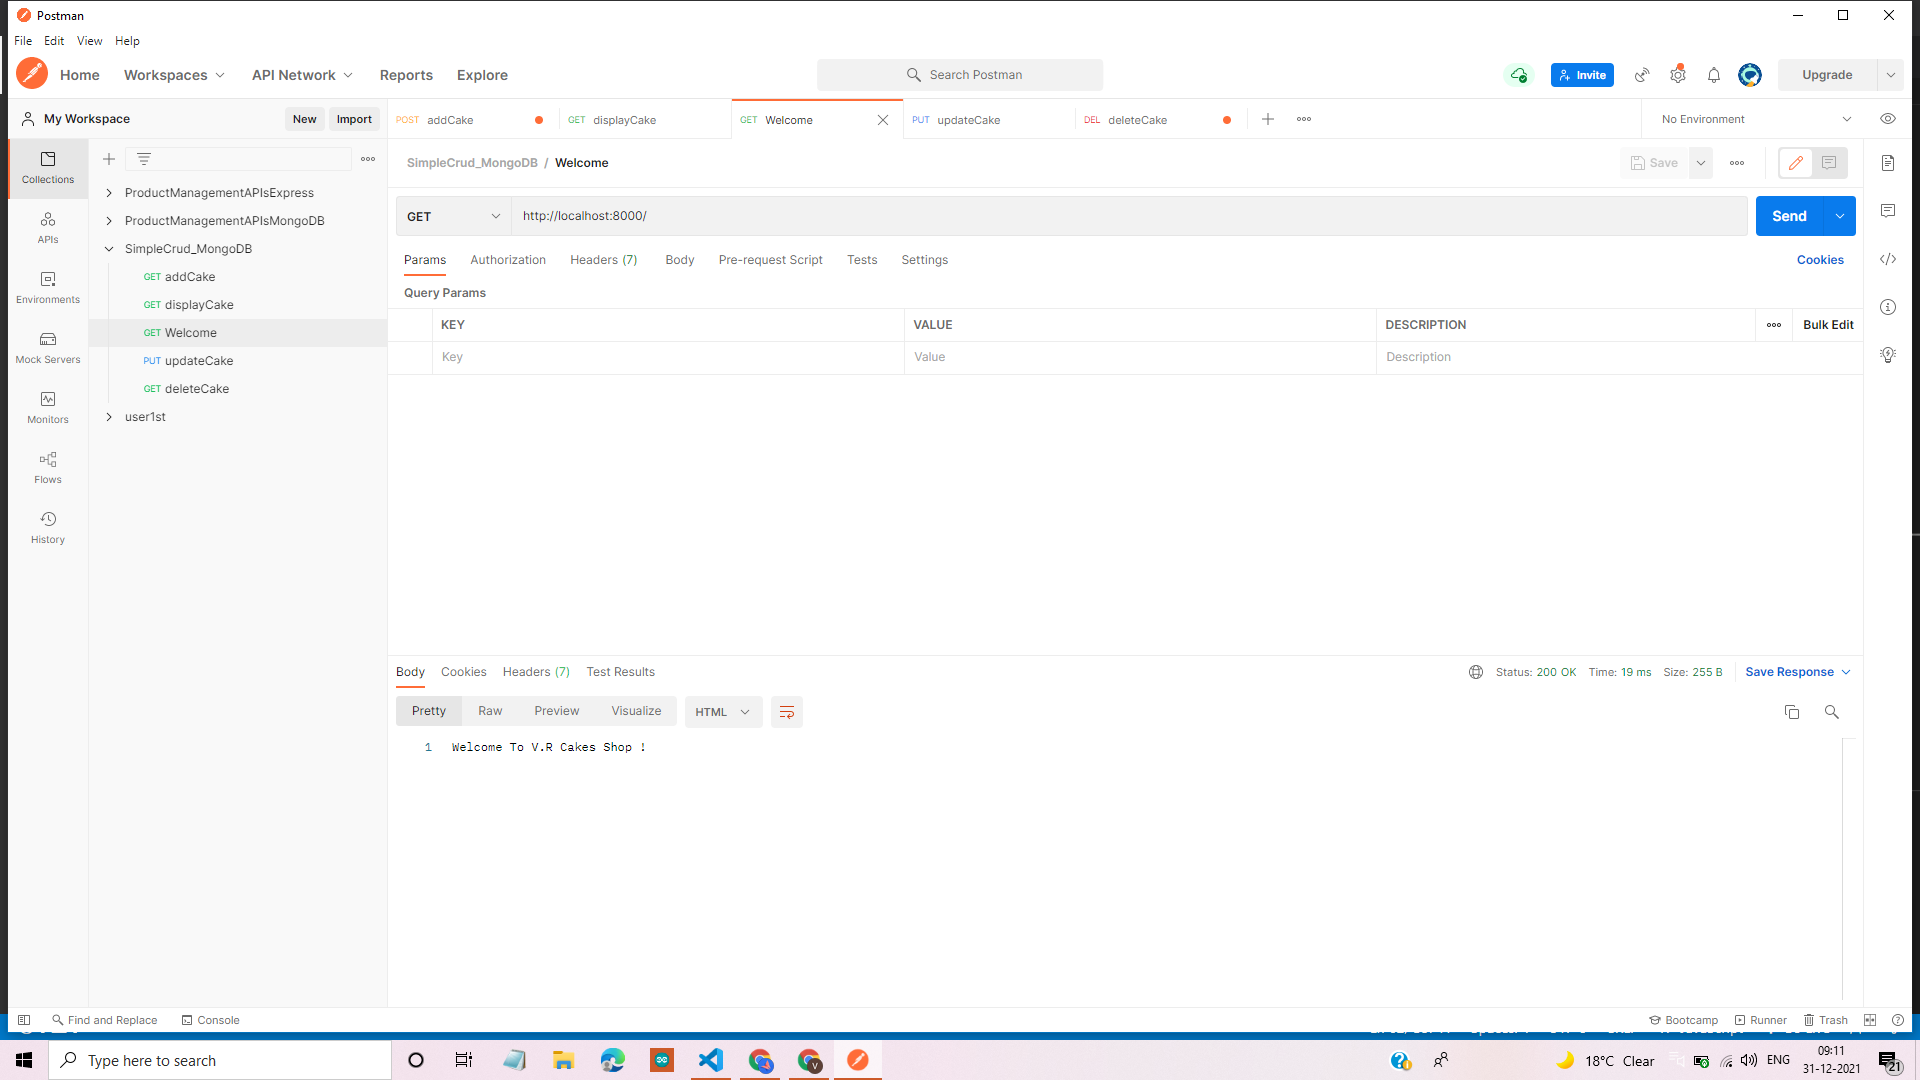 Postman
File Edit View Help
Home Workspaces API Network Reports Explore
Search Postman
Invite
Upgrade
My Workspace
New Import
POST addCake
GET displayCake
GET Welcome
PUT updateCake
DEL deleteCake
No Environment
Collections
APIs
Environments
Mock Servers
Monitors
Flows
History
ProductManagementAPIsExpress
ProductManagementAPIsMongoDB
SimpleCrud_MongoDB
GET addCake
GET displayCake
GET Welcome
PUT updateCake
GET deleteCake
user1st
SimpleCrud_MongoDB / Welcome
Save
GET http://localhost:8000/
Send
Params Authorization Headers (7) Body Pre-request Script Tests Settings
Cookies
Query Params
KEY VALUE DESCRIPTION
Bulk Edit
Key Value Description
Body Cookies Headers (7) Test Results
Status: 200 OK Time: 19 ms Size: 255 B
Save Response
Pretty Raw Preview Visualize HTML
1 Welcome To V.R Cakes Shop !
Find and Replace Console
Bootcamp Runner Trash
Type here to search
18°C Clear
ENG
09:11
31-12-2021
21